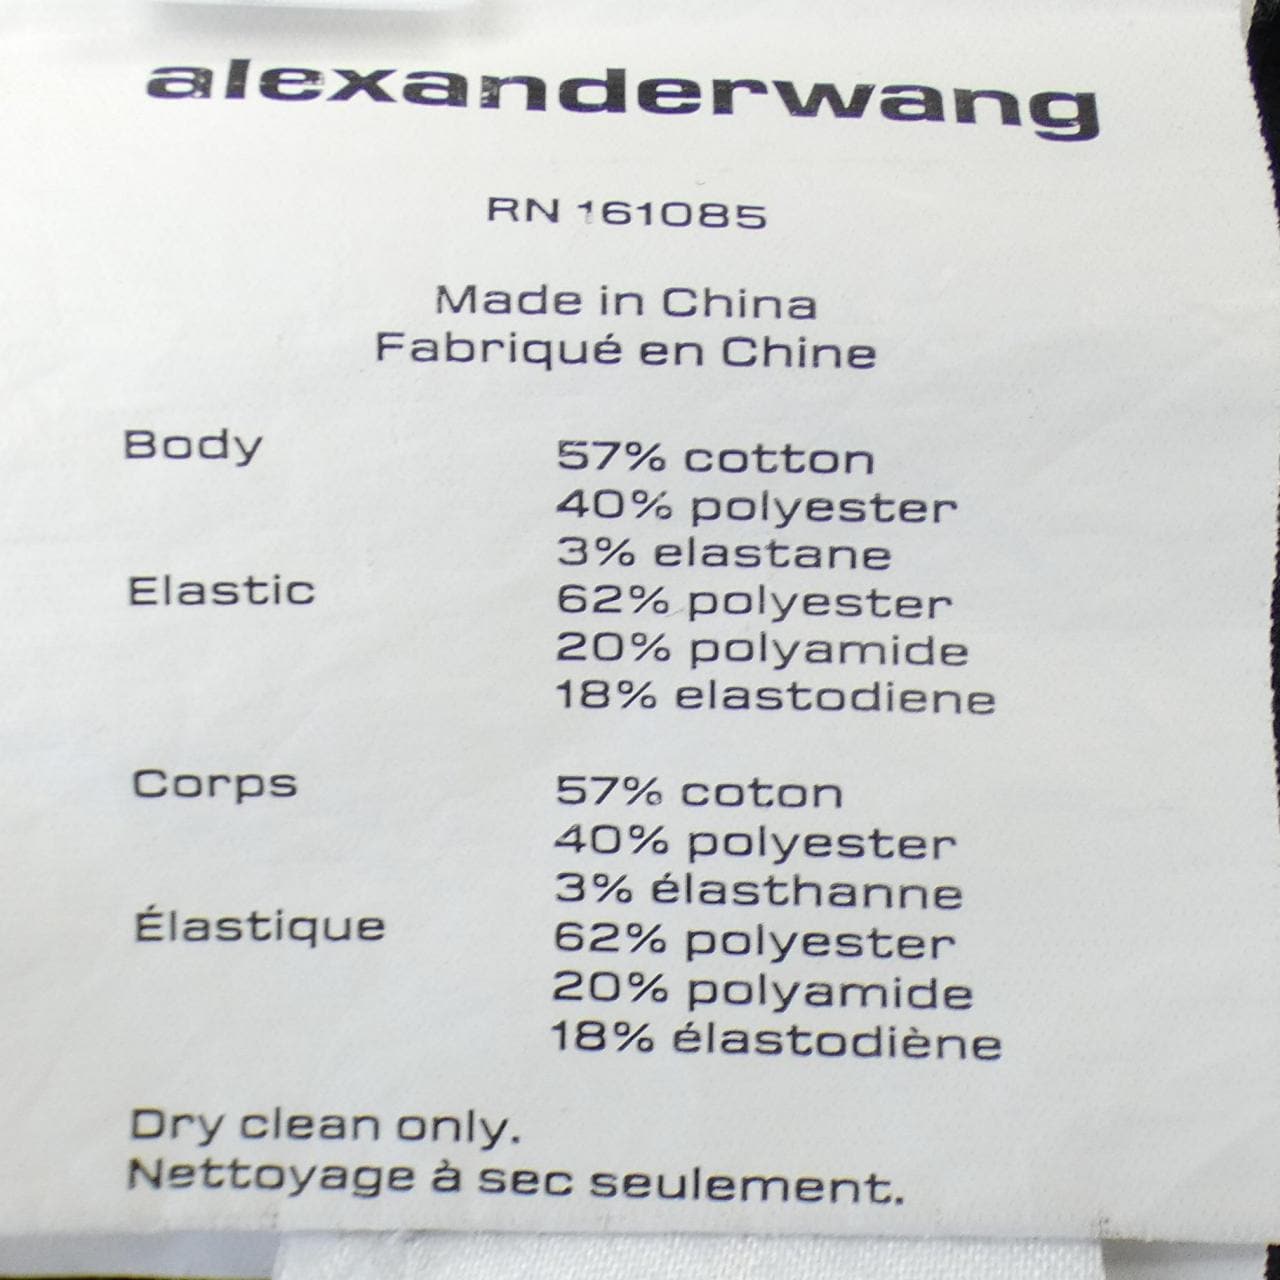 alexanderwang
RN 161085
Made in China
Fabriqué en Chine
Body 57% cotton
40% polyester
3% elastane
Elastic 62% polyester
20% polyamide
18% elastodiene
Corps 57% coton
40% polyester
3% élasthanne
Élastique 62% polyester
20% polyamide
18% élastodiène
Dry clean only.
Nettoyage à sec seulement.